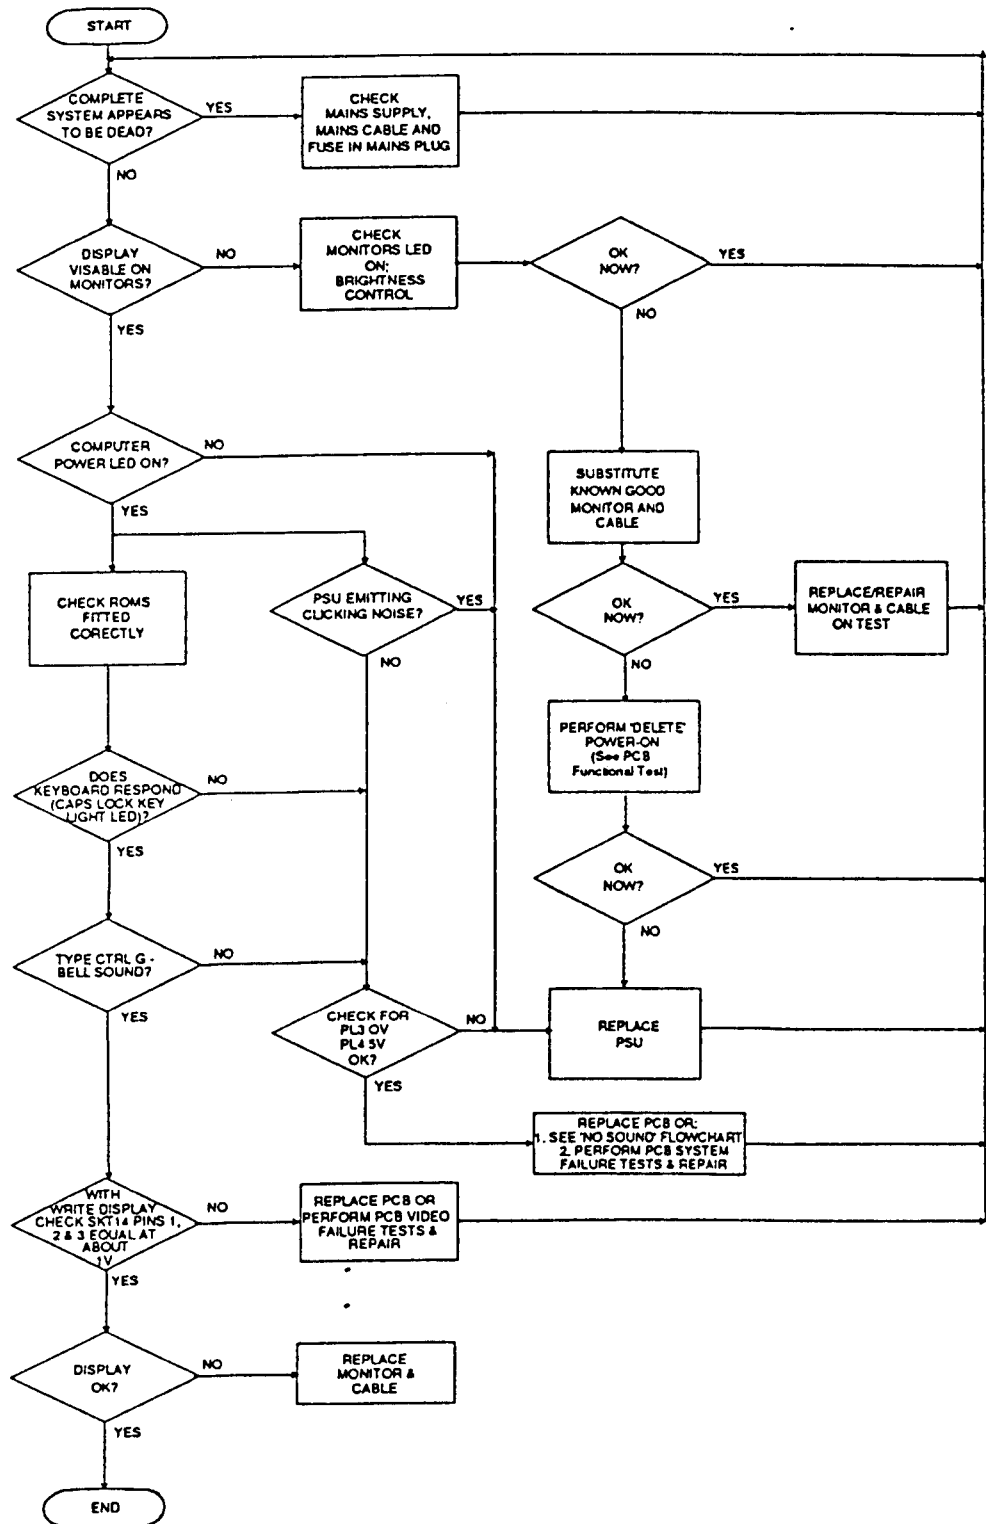 START
COMPLETE
SYSTEM APPEARS
TO BE DEAD?
YES
CHECK
MAINS SUPPLY,
MAINS CABLE AND
FUSE IN MAINS PLUG
NO
DISPLAY
VISABLE ON
MONITORS?
NO
CHECK
MONITORS LED
ON;
BRIGHTNESS
CONTROL
OK
NOW?
YES
NO
YES
COMPUTER
POWER LED ON?
NO
YES
SUBSTITUTE
KNOWN GOOD
MONITOR AND
CABLE
CHECK ROMS
FITTED
CORECTLY
PSU EMITTING
CLICKING NOISE?
YES
NO
OK
NOW?
YES
REPLACE/REPAIR
MONITOR & CABLE
ON TEST
NO
PERFORM 'DELETE'
POWER-ON
(See PCB
Functional Test)
DOES
KEYBOARD RESPOND
(CAPS LOCK KEY
LIGHT LED)?
NO
YES
OK
NOW?
YES
NO
TYPE CTRL G -
BELL SOUND?
NO
YES
CHECK FOR
PL3 0V
PL4 5V
OK?
NO
YES
REPLACE
PSU
REPLACE PCB OR;
1. SEE 'NO SOUND' FLOWCHART
2. PERFORM PCB SYSTEM
FAILURE TESTS & REPAIR
WITH
WRITE DISPLAY
CHECK SKT14 PINS 1,
2 & 3 EQUAL AT
ABOUT
1V
NO
REPLACE PCB OR
PERFORM PCB VIDEO
FAILURE TESTS &
REPAIR
YES
DISPLAY
OK?
NO
REPLACE
MONITOR &
CABLE
YES
END